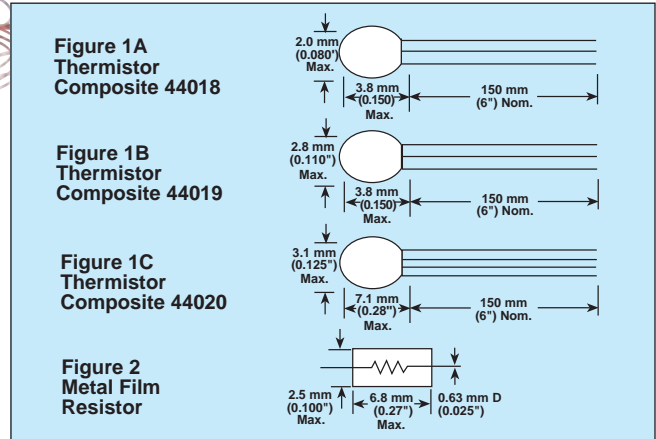 Figure 1A
Thermistor
Composite 44018
2.0 mm
(0.080')
Max.
3.8 mm
(0.150)
Max.
150 mm
(6") Nom.
Figure 1B
Thermistor
Composite 44019
2.8 mm
(0.110")
Max.
3.8 mm
(0.150)
Max.
150 mm
(6") Nom.
Figure 1C
Thermistor
Composite 44020
3.1 mm
(0.125")
Max.
7.1 mm
(0.28")
Max.
150 mm
(6") Nom.
Figure 2
Metal Film
Resistor
2.5 mm
(0.100")
Max.
6.8 mm
(0.27")
Max.
0.63 mm D
(0.025")